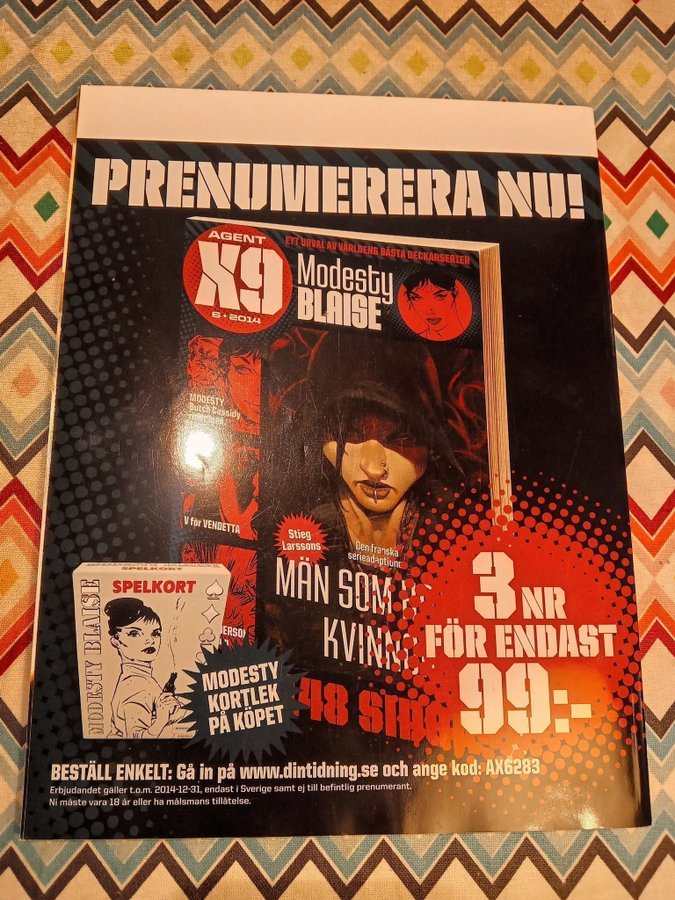 PRENUMERERA NU!
AGENT
X9
6 • 2014
ETT URVAL AV VÄRLDENS BÄSTA DECKARSERIER
Modesty
BLAISE
MODESTY
Butch Cassidy
V för VENDETTA
Stieg
Larssons
Den franska
serieadaptione
MÄN SOM
KVINN
48 S
3 NR
FÖR ENDAST
99:-
SPELKORT
SPELKORT
MODESTY BLAISE
MODESTY
KORTLEK
PÅ KÖPET
BESTÄLL ENKELT: Gå in på www.dintidning.se och ange kod: AX6283
Erbjudandet gäller t.o.m. 2014-12-31, endast i Sverige samt ej till befintlig prenumerant.
Ni måste vara 18 år eller ha målsmans tillåtelse.